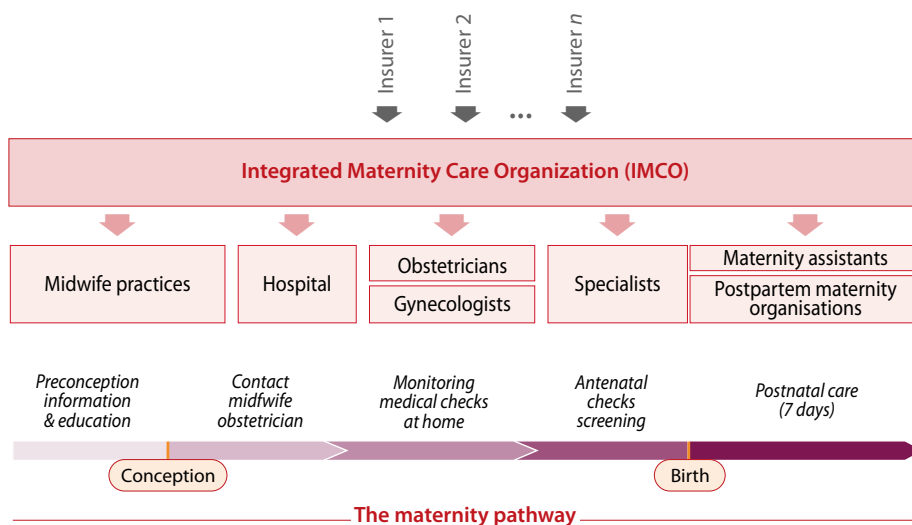 Insurer 1
Insurer 2
...
Insurer n
Integrated Maternity Care Organization (IMCO)
Midwife practices
Hospital
Obstetricians
Gynecologists
Specialists
Maternity assistants
Postpartem maternity
organisations
Preconception
information
& education
Contact
midfwife
obstetrician
Monitoring
medical checks
at home
Antenatal
checks
screening
Postnatal care
(7 days)
Conception
Birth
The maternity pathway